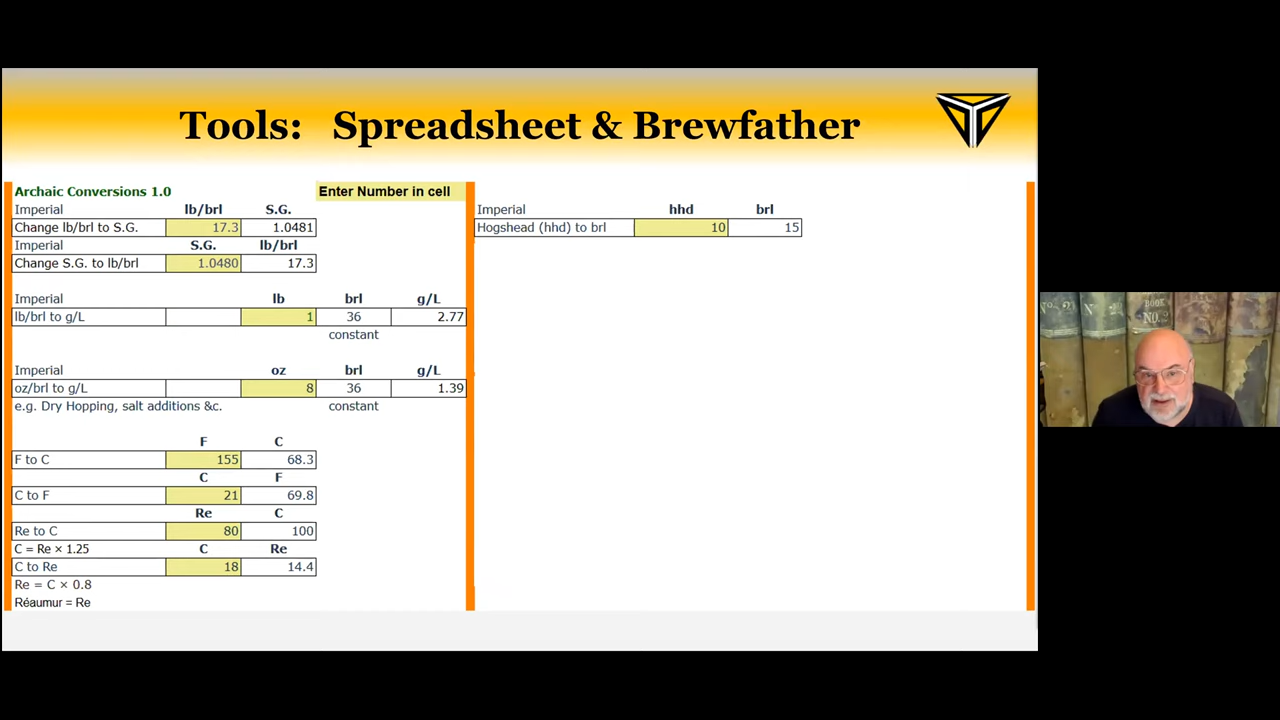 Tools: Spreadsheet & Brewfather
Archaic Conversions 1.0 Enter Number in cell
Imperial lb/brl S.G.
Change lb/brl to S.G. 17.3 1.0481
Imperial S.G. lb/brl
Change S.G. to lb/brl 1.0480 17.3
Imperial lb brl g/L
lb/brl to g/L 1 36 2.77
constant
Imperial oz brl g/L
oz/brl to g/L 8 36 1.39
e.g. Dry Hopping, salt additions &c. constant
F C
F to C 155 68.3
C F
C to F 21 69.8
Re C
Re to C 80 100
C = Re × 1.25 C Re
C to Re 18 14.4
Re = C × 0.8
Réaumur = Re
Imperial hhd brl
Hogshead (hhd) to brl 10 15
BOOK
NO. 2